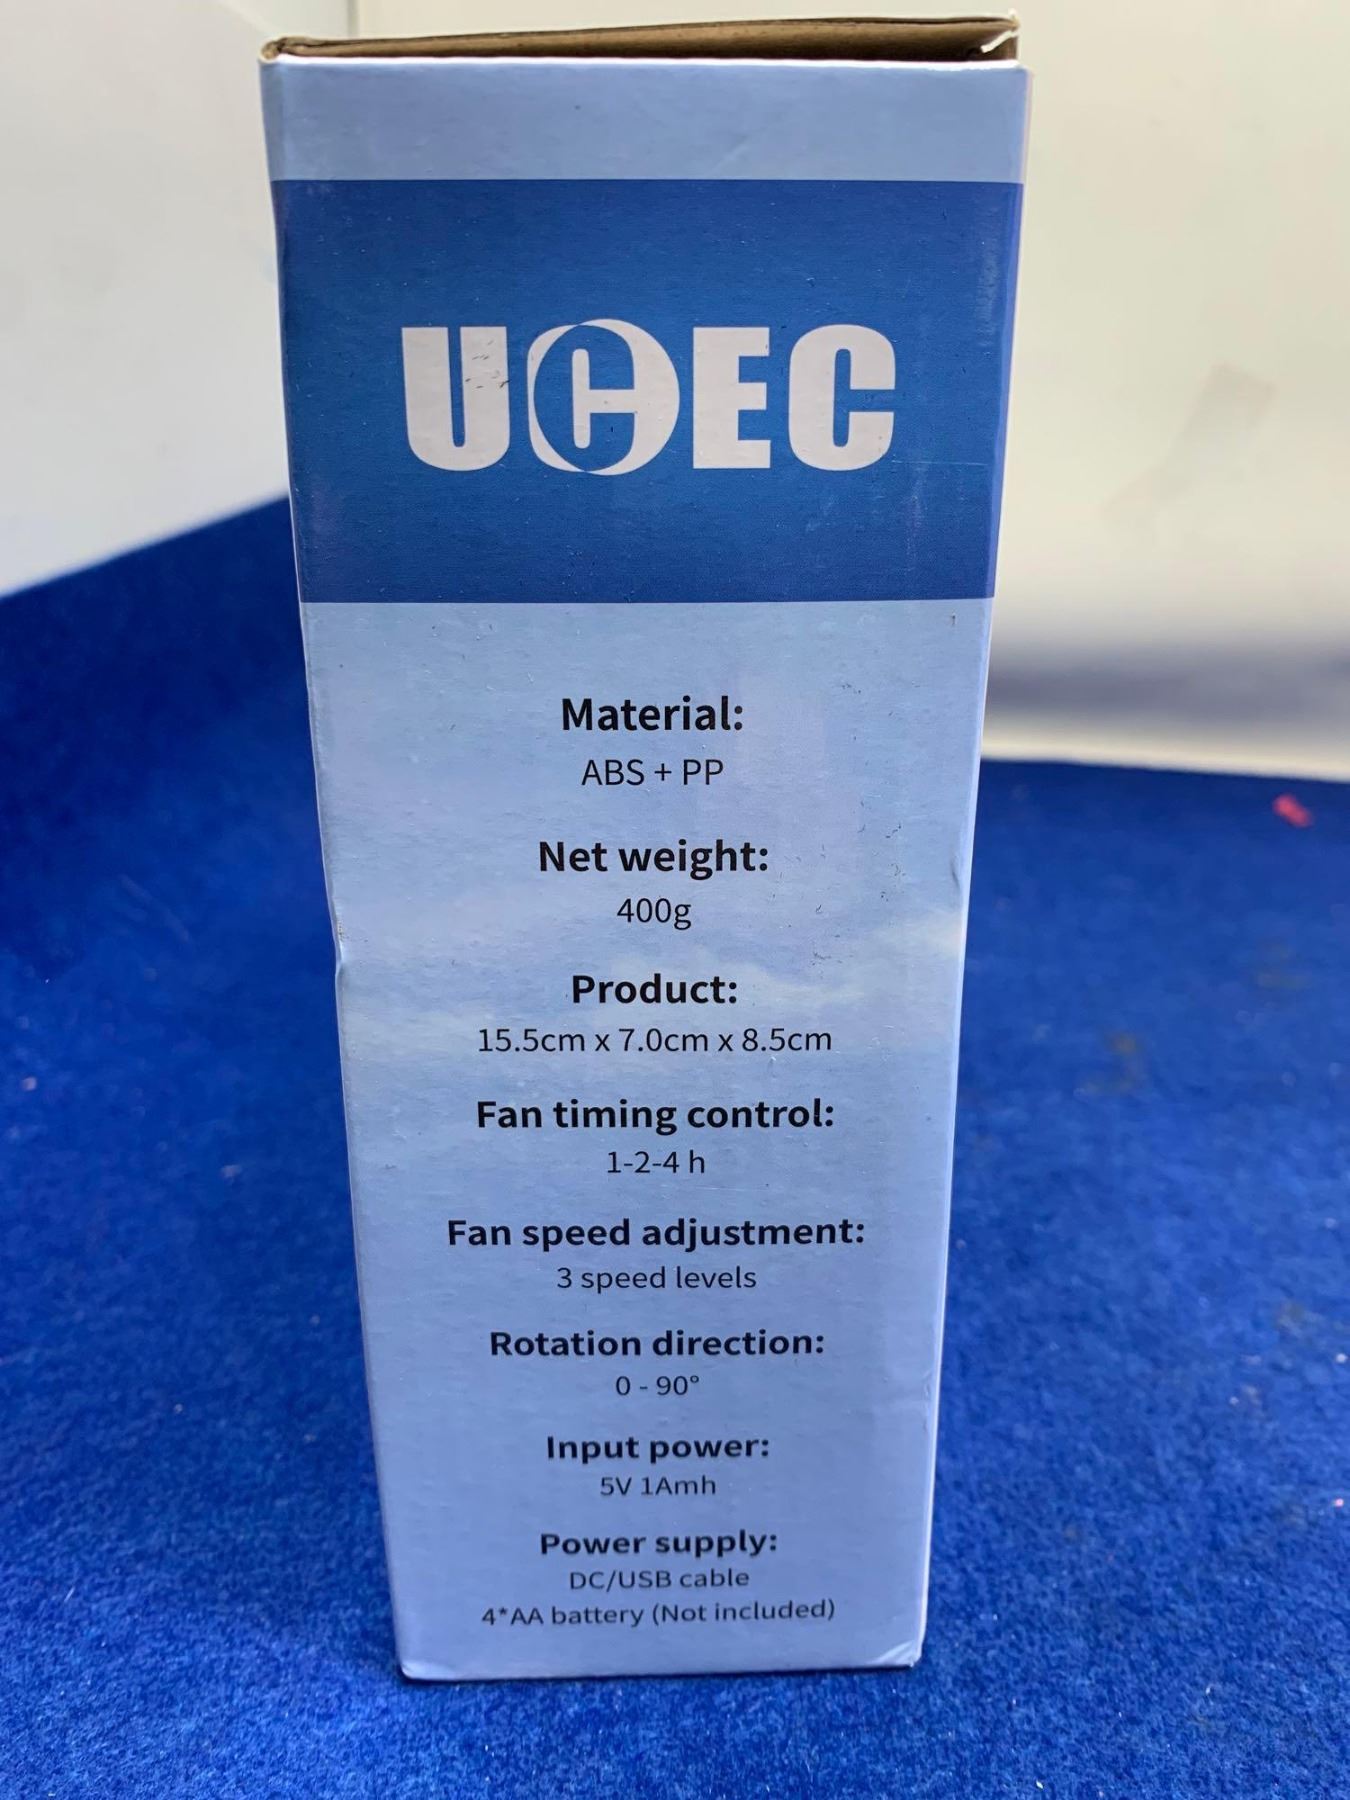 UCEC
Material:
ABS + PP
Net weight:
400g
Product:
15.5cm x 7.0cm x 8.5cm
Fan timing control:
1-2-4 h
Fan speed adjustment:
3 speed levels
Rotation direction:
0 - 90°
Input power:
5V 1Amh
Power supply:
DC/USB cable
4*AA battery (Not included)